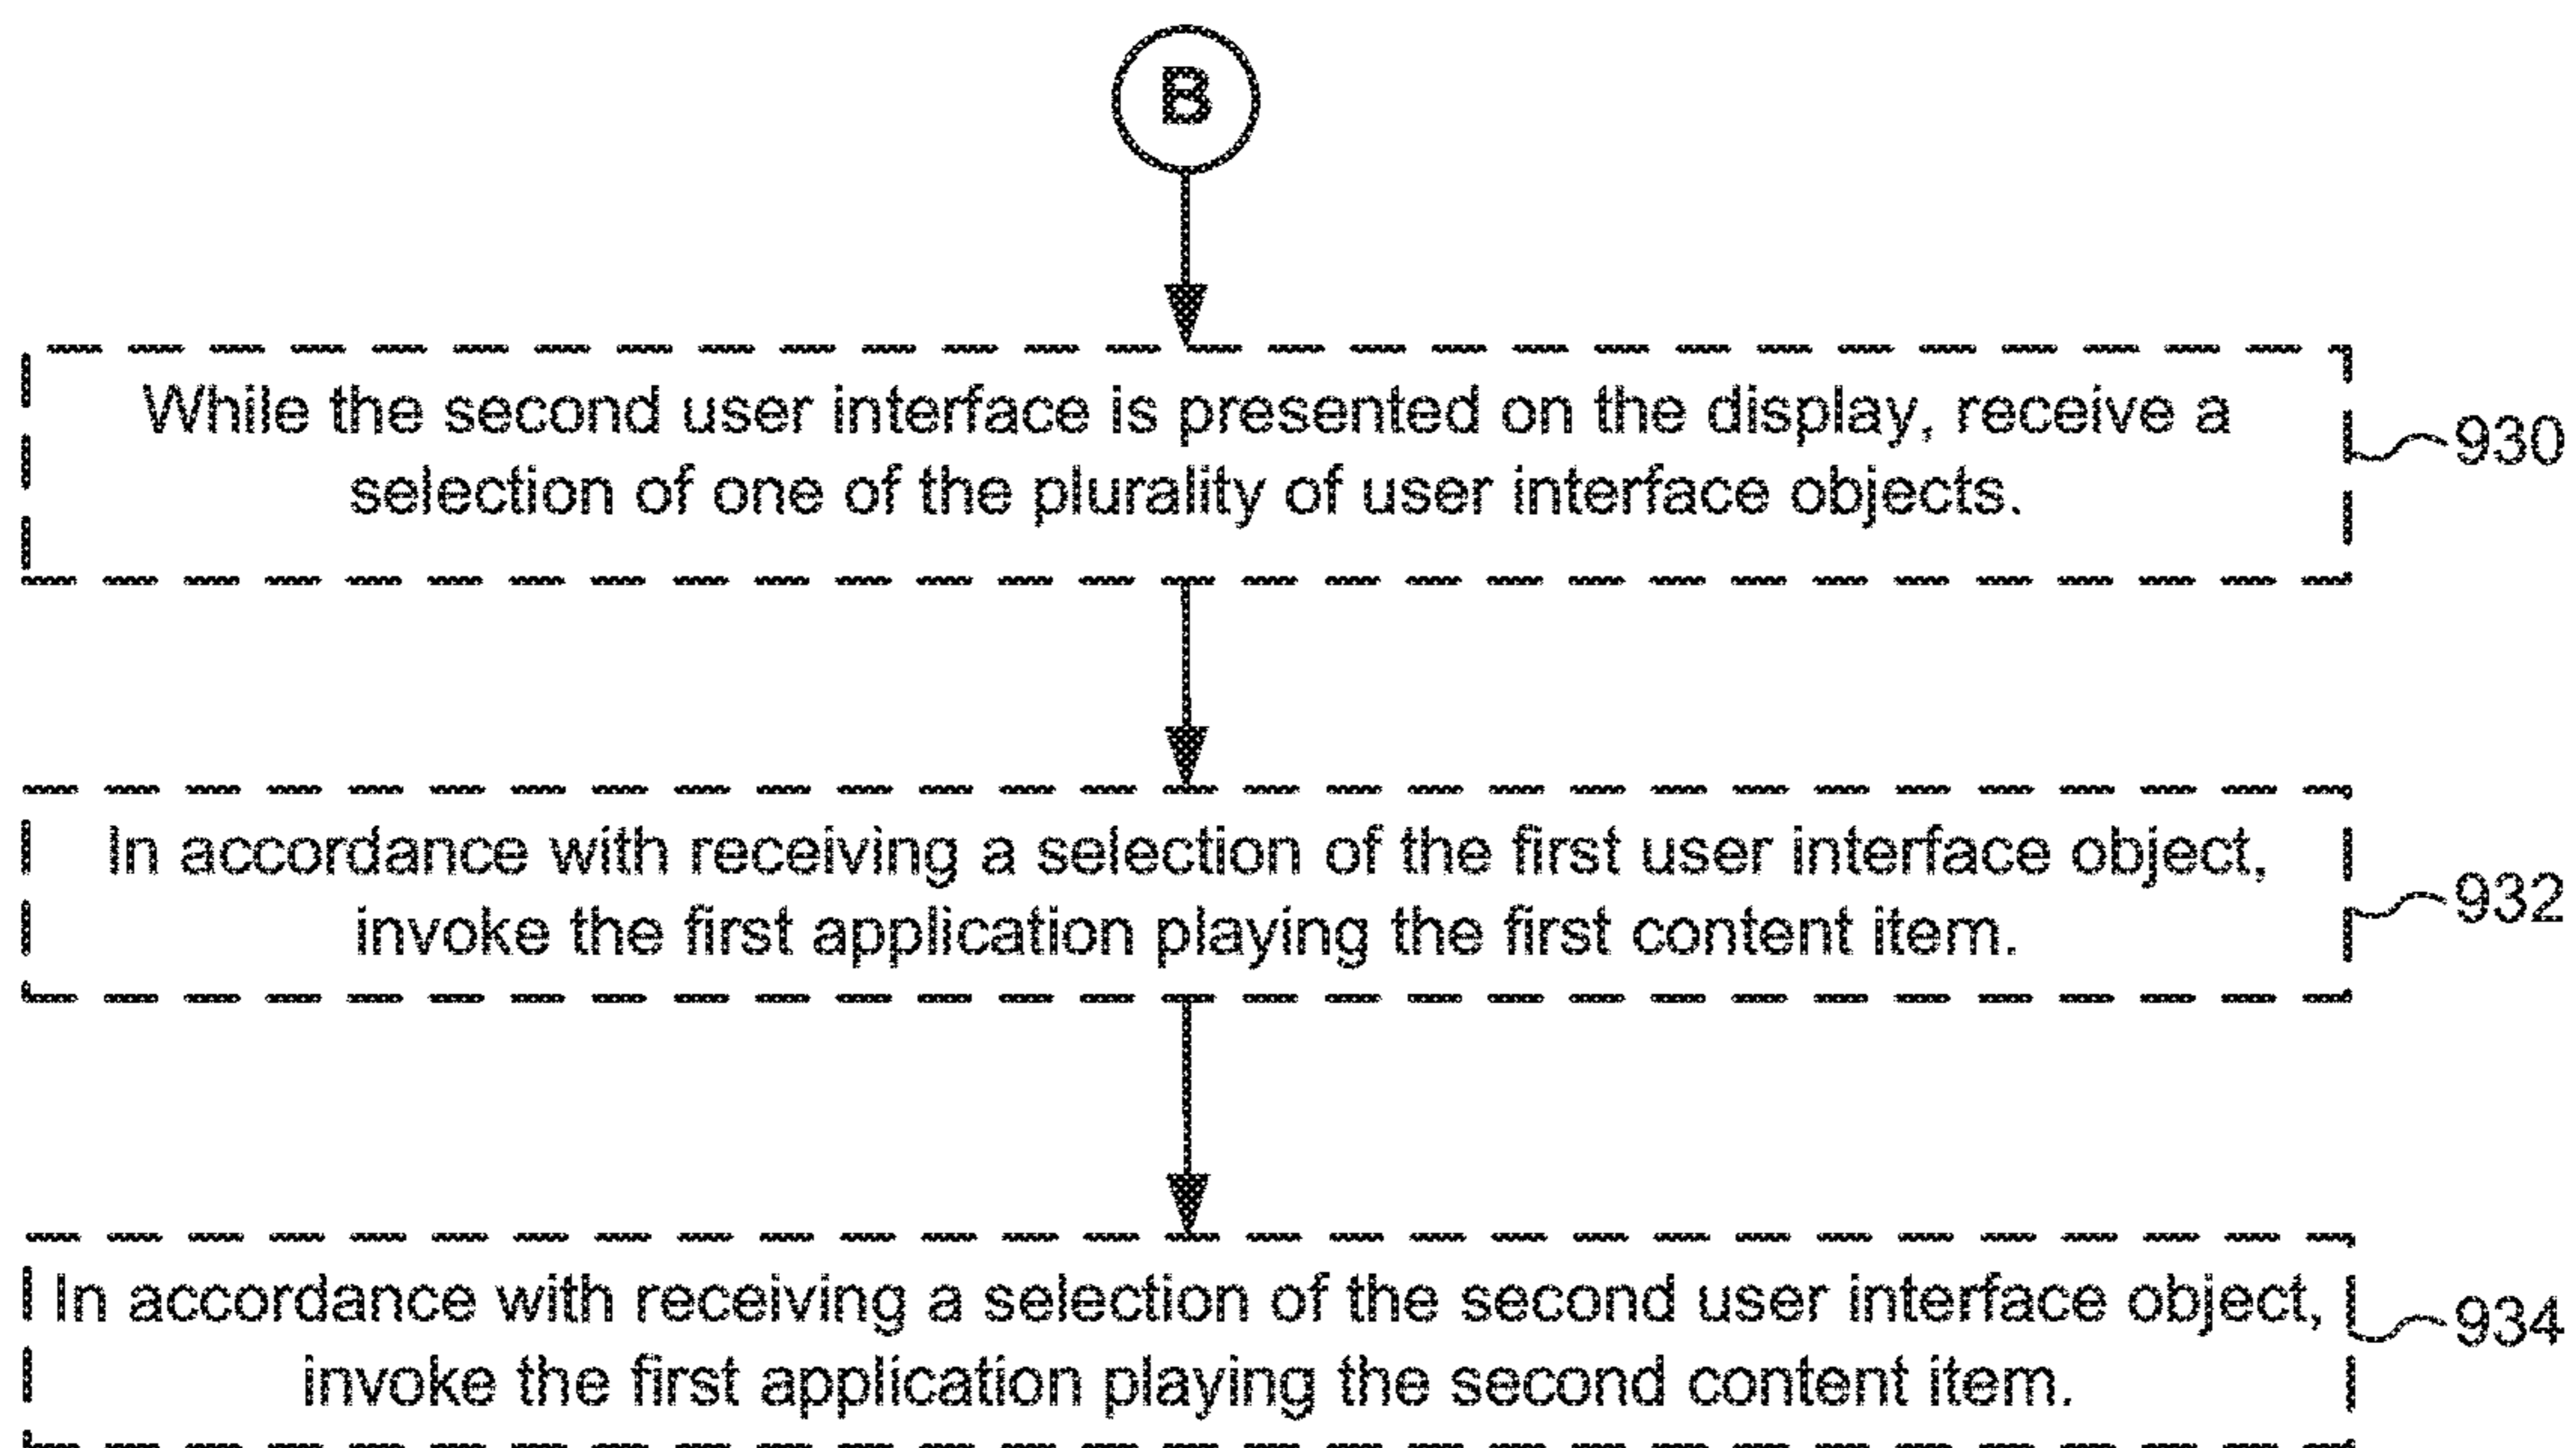 B
While the second user interface is presented on the display, receive a
selection of one of the plurality of user interface objects.
930
In accordance with receiving a selection of the first user interface object,
invoke the first application playing the first content item.
932
In accordance with receiving a selection of the second user interface object,
invoke the first application playing the second content item.
934